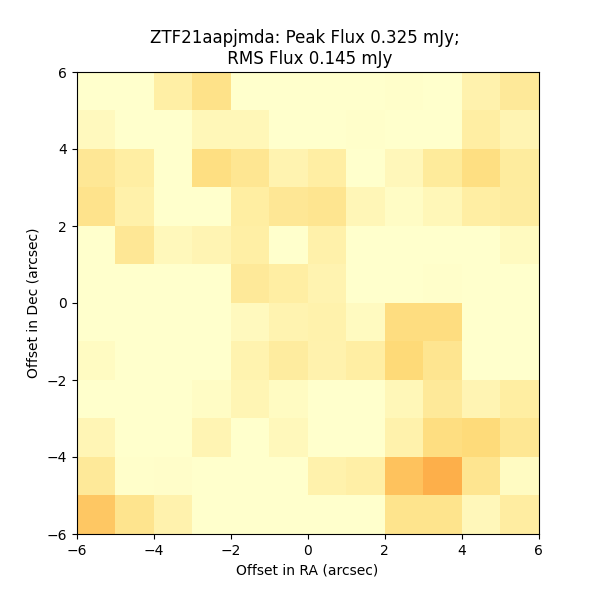 ZTF21aapjmda: Peak Flux 0.325 mJy;
RMS Flux 0.145 mJy
6
4
2
0
−2
−4
−6
Offset in Dec (arcsec)
−6 −4 −2 0 2 4 6
Offset in RA (arcsec)